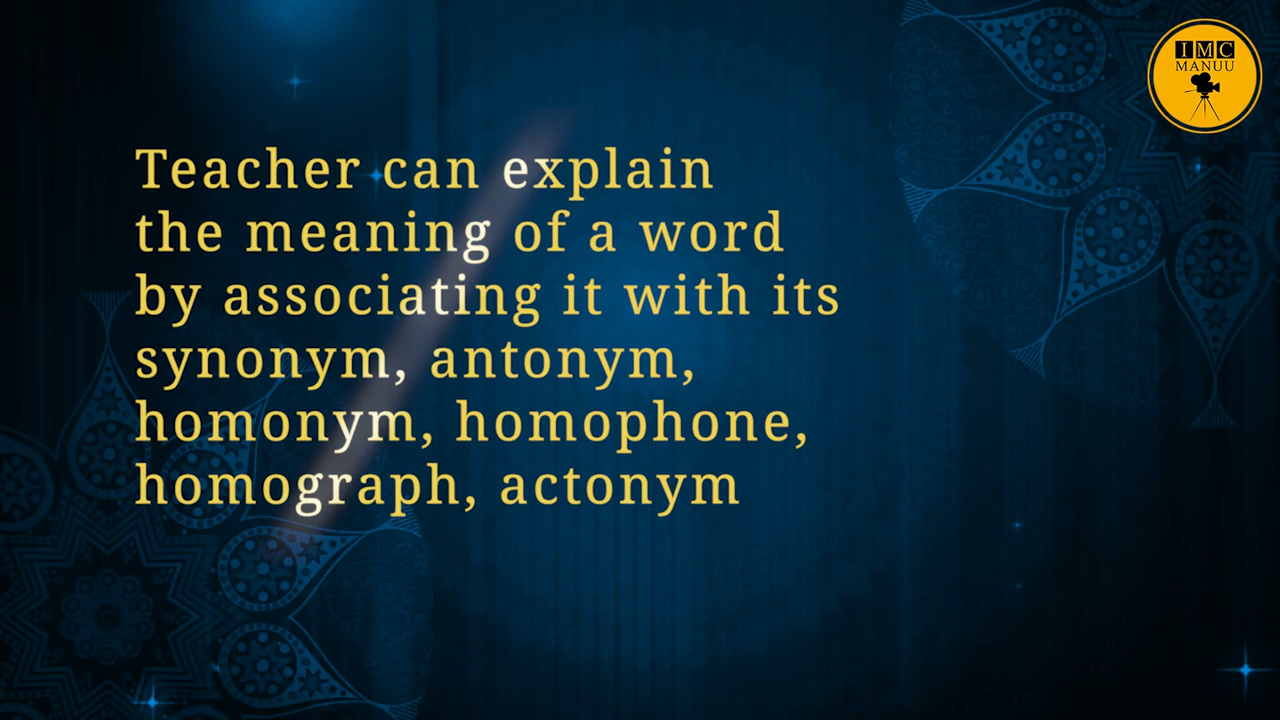 IMC
MANUU
Teacher can explain
the meaning of a word
by associating it with its
synonym, antonym,
homonym, homophone,
homograph, actonym